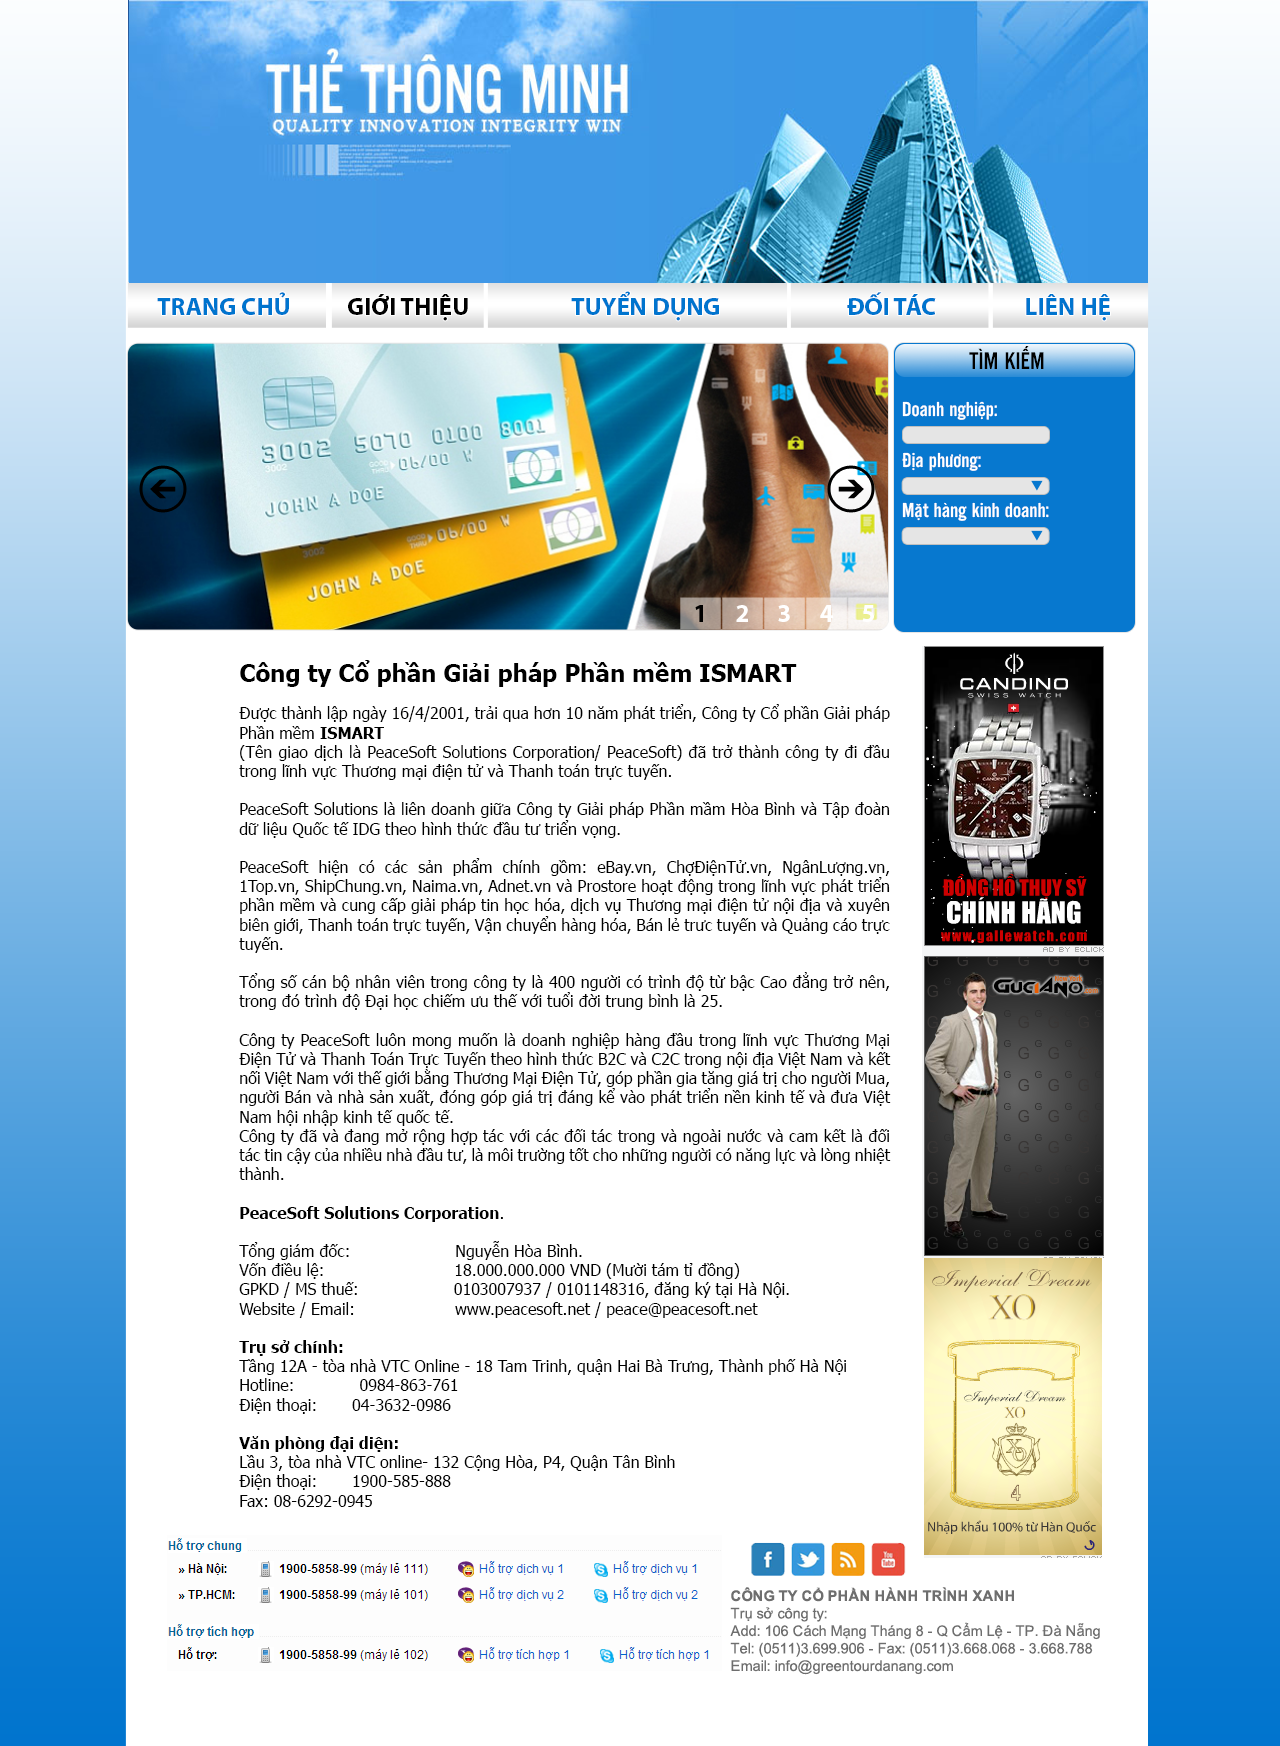 THẺ THÔNG MINH
QUALITY INNOVATION INTEGRITY WIN
TRANG CHỦ
GIỚI THIỆU
TUYỂN DỤNG
ĐỐI TÁC
LIÊN HỆ
3002 5070 0100 8001
3002
GOOD THRU
06/00 W
JOHN A DOE
06/00 W
GOOD THRU
3002
JOHN A DOE
1 2 3 4 5
TÌM KIẾM
Doanh nghiệp:
Địa phương:
Mặt hàng kinh doanh:
Công ty Cổ phần Giải pháp Phần mềm ISMART
Được thành lập ngày 16/4/2001, trải qua hơn 10 năm phát triển, Công ty Cổ phần Giải pháp
Phần mềm ISMART
(Tên giao dịch là PeaceSoft Solutions Corporation/ PeaceSoft) đã trở thành công ty đi đầu
trong lĩnh vực Thương mại điện tử và Thanh toán trực tuyến.
PeaceSoft Solutions là liên doanh giữa Công ty Giải pháp Phần mầm Hòa Bình và Tập đoàn
dữ liệu Quốc tế IDG theo hình thức đầu tư triển vọng.
PeaceSoft hiện có các sản phẩm chính gồm: eBay.vn, ChợĐiệnTử.vn, NgânLượng.vn,
1Top.vn, ShipChung.vn, Naima.vn, Adnet.vn và Prostore hoạt động trong lĩnh vực phát triển
phần mềm và cung cấp giải pháp tin học hóa, dịch vụ Thương mại điện tử nội địa và xuyên
biên giới, Thanh toán trực tuyến, Vận chuyển hàng hóa, Bán lẻ trưc tuyến và Quảng cáo trực
tuyến.
Tổng số cán bộ nhân viên trong công ty là 400 người có trình độ từ bậc Cao đẳng trở nên,
trong đó trình độ Đại học chiếm ưu thế với tuổi đời trung bình là 25.
Công ty PeaceSoft luôn mong muốn là doanh nghiệp hàng đầu trong lĩnh vực Thương Mại
Điện Tử và Thanh Toán Trực Tuyến theo hình thức B2C và C2C trong nội địa Việt Nam và kết
nối Việt Nam với thế giới bằng Thương Mại Điện Tử, góp phần gia tăng giá trị cho người Mua,
người Bán và nhà sản xuất, đóng góp giá trị đáng kể vào phát triển nền kinh tế và đưa Việt
Nam hội nhập kinh tế quốc tế.
Công ty đã và đang mở rộng hợp tác với các đối tác trong và ngoài nước và cam kết là đối
tác tin cậy của nhiều nhà đầu tư, là môi trường tốt cho những người có năng lực và lòng nhiệt
thành.
PeaceSoft Solutions Corporation.
Tổng giám đốc: Nguyễn Hòa Bình.
Vốn điều lệ: 18.000.000.000 VND (Mười tám tỉ đồng)
GPKD / MS thuế: 0103007937 / 0101148316, đăng ký tại Hà Nội.
Website / Email: www.peacesoft.net / peace@peacesoft.net
Trụ sở chính:
Tầng 12A - tòa nhà VTC Online - 18 Tam Trinh, quận Hai Bà Trưng, Thành phố Hà Nội
Hotline: 0984-863-761
Điện thoại: 04-3632-0986
Văn phòng đại diện:
Lầu 3, tòa nhà VTC online- 132 Cộng Hòa, P4, Quận Tân Bình
Điện thoại: 1900-585-888
Fax: 08-6292-0945
CANDINO
SWISS WATCH
CANDINO
ĐỒNG HỒ THỤY SỸ
CHÍNH HÃNG
www.gallewatch.com
AD BY ECLICK
GUCIANO
Imperial Dream
XO
Imperial Dream
XO
4
Nhập khẩu 100% từ Hàn Quốc
AD BY ECLICK
Hỗ trợ chung
» Hà Nội: 1900-5858-99 (máy lẻ 111) Hỗ trợ dịch vụ 1 Hỗ trợ dịch vụ 1
» TP.HCM: 1900-5858-99 (máy lẻ 101) Hỗ trợ dịch vụ 2 Hỗ trợ dịch vụ 2
Hỗ trợ tích hợp
Hỗ trợ: 1900-5858-99 (máy lẻ 102) Hỗ trợ tích hợp 1 Hỗ trợ tích hợp 1
You Tube
CÔNG TY CỔ PHẦN HÀNH TRÌNH XANH
Trụ sở công ty:
Add: 106 Cách Mạng Tháng 8 - Q Cẩm Lệ - TP. Đà Nẵng
Tel: (0511)3.699.906 - Fax: (0511)3.668.068 - 3.668.788
Email: info@greentourdanang.com